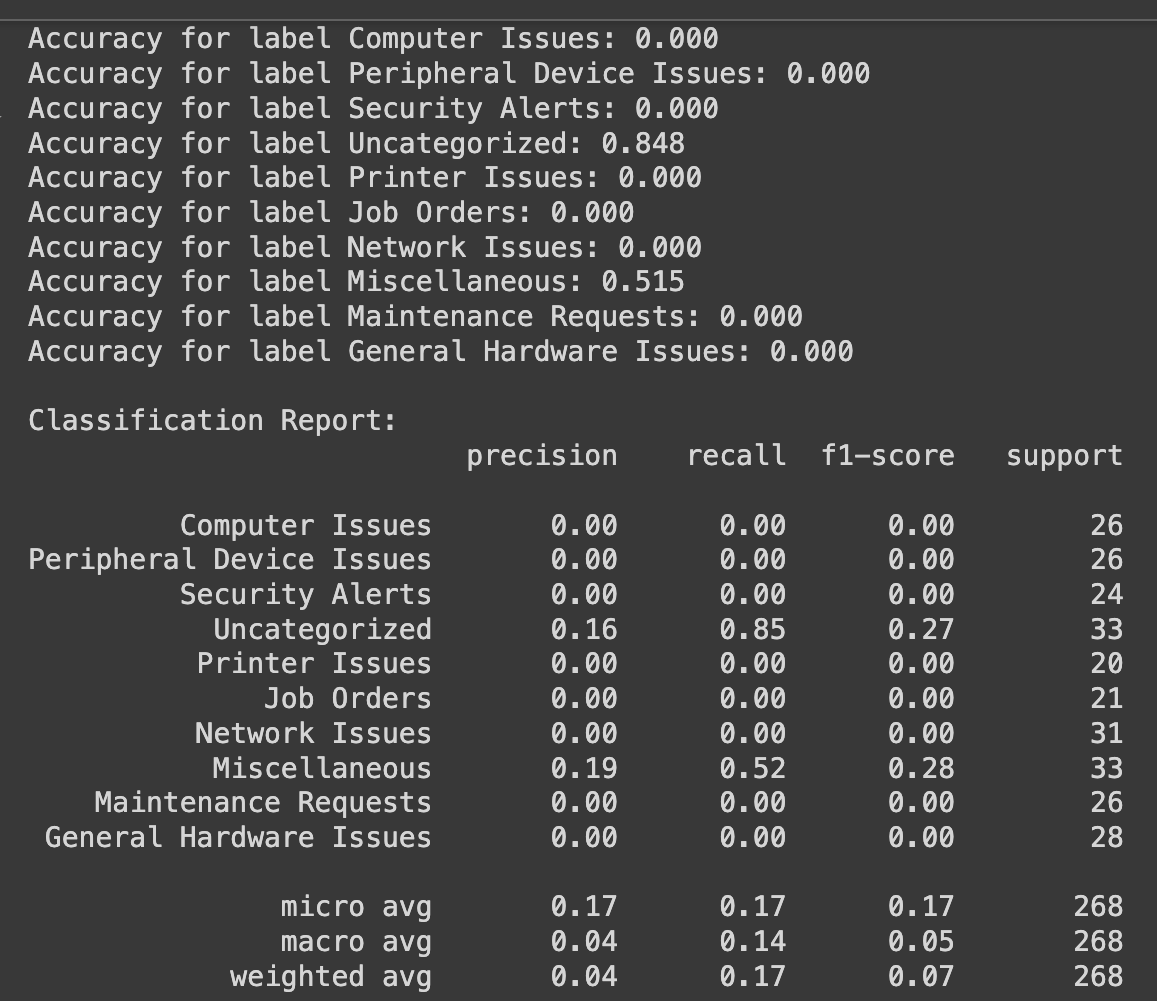 Accuracy for label Computer Issues: 0.000
Accuracy for label Peripheral Device Issues: 0.000
Accuracy for label Security Alerts: 0.000
Accuracy for label Uncategorized: 0.848
Accuracy for label Printer Issues: 0.000
Accuracy for label Job Orders: 0.000
Accuracy for label Network Issues: 0.000
Accuracy for label Miscellaneous: 0.515
Accuracy for label Maintenance Requests: 0.000
Accuracy for label General Hardware Issues: 0.000
Classification Report:
precision recall f1-score support
Computer Issues 0.00 0.00 0.00 26
Peripheral Device Issues 0.00 0.00 0.00 26
Security Alerts 0.00 0.00 0.00 24
Uncategorized 0.16 0.85 0.27 33
Printer Issues 0.00 0.00 0.00 20
Job Orders 0.00 0.00 0.00 21
Network Issues 0.00 0.00 0.00 31
Miscellaneous 0.19 0.52 0.28 33
Maintenance Requests 0.00 0.00 0.00 26
General Hardware Issues 0.00 0.00 0.00 28
micro avg 0.17 0.17 0.17 268
macro avg 0.04 0.14 0.05 268
weighted avg 0.04 0.17 0.07 268